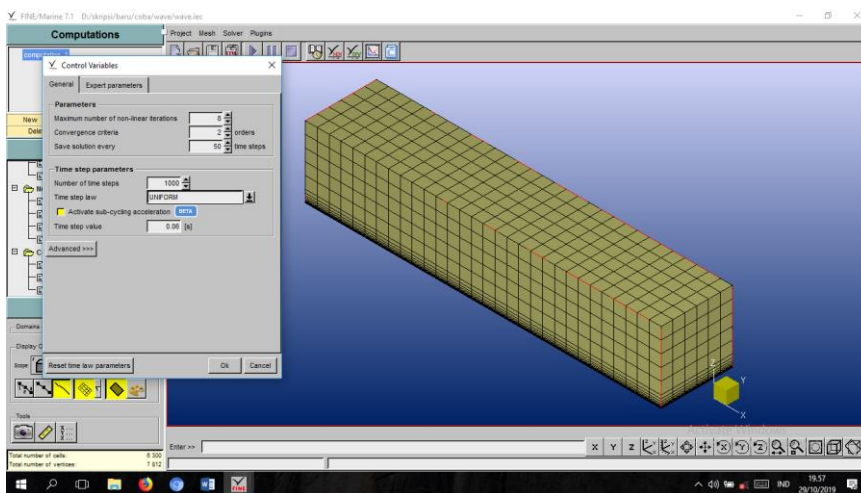 FINE/Marine 7.1 D:/skripsi/baru/coba/wave/wave.iec
Computations
Project Mesh Solver Plugins
Control Variables
General Expert parameters
Parameters
Maximum number of non-linear iterations 8
Convergence criteria 2 orders
Save solution every 50 time steps
Time step parameters
Number of time steps 1000
Time step law UNIFORM
Activate sub-cycling acceleration BETA
Time step value 0.06 [s]
Advanced >>>
Reset time law parameters Ok Cancel
New
Dele
Domains
Display C
Scope
Tools
Enter >>
X Y Z
Total number of cells: 6 300
Total number of vertices: 7 812
Z
Y
X
Activate Windows
IND
19.57
29/10/2019